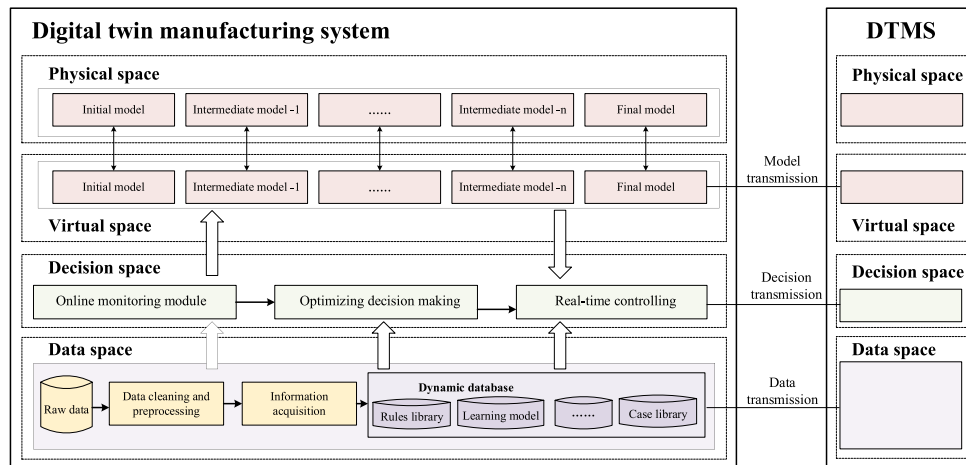 Digital twin manufacturing system
Physical space
Initial model
Intermediate model-1
......
Intermediate model-n
Final model
Initial model
Intermediate model-1
......
Intermediate model-n
Final model
Virtual space
Decision space
Online monitoring module
Optimizing decision making
Real-time controlling
Data space
Raw data
Data cleaning and
preprocessing
Information
acquisition
Dynamic database
Rules library
Learning model
......
Case library
Model
transmission
Decision
transmission
Data
transmission
DTMS
Physical space
Virtual space
Decision space
Data space